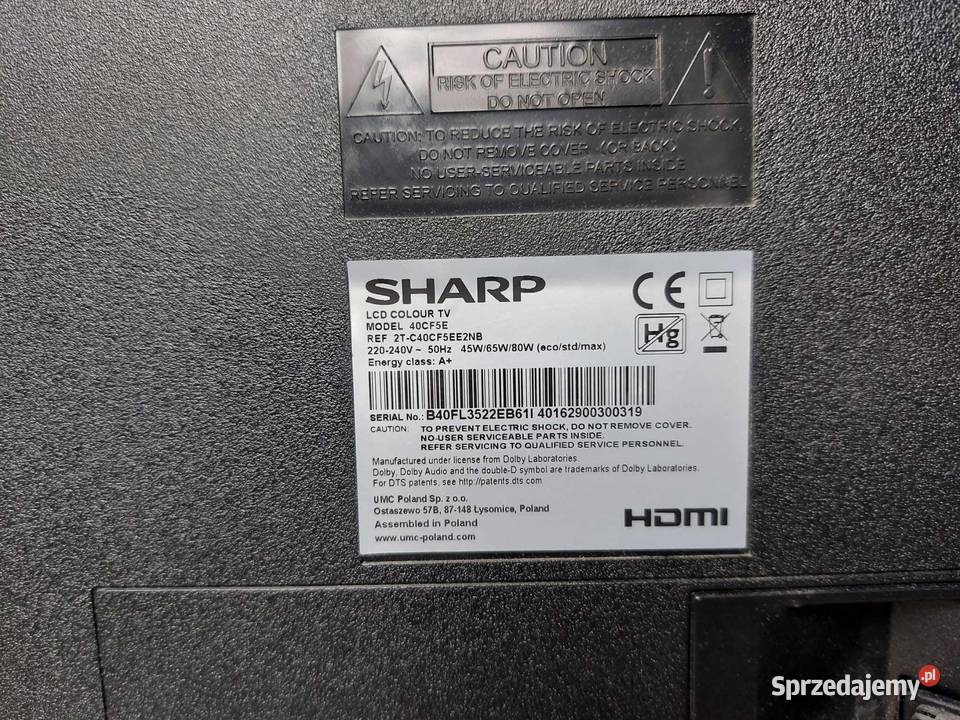 CAUTION
RISK OF ELECTRIC SHOCK
DO NOT OPEN
CAUTION: TO REDUCE THE RISK OF ELECTRIC SHOCK,
DO NOT REMOVE COVER (OR BACK)
NO USER-SERVICEABLE PARTS INSIDE
REFER SERVICING TO QUALIFIED SERVICE PERSONNEL
SHARP
LCD COLOUR TV
MODEL 40CF5E
REF 2T-C40CF5EE2NB
220-240V ~ 50Hz 45W/65W/80W (eco/std/max)
Energy class: A+
CE
Hg
SERIAL No.: B40FL3522EB61I 40162900300319
CAUTION: TO PREVENT ELECTRIC SHOCK, DO NOT REMOVE COVER.
NO-USER SERVICEABLE PARTS INSIDE.
REFER SERVICING TO QUALIFIED SERVICE PERSONNEL.
Manufactured under license from Dolby Laboratories.
Dolby, Dolby Audio and the double-D symbol are trademarks of Dolby Laboratories.
For DTS patents, see http://patents.dts.com
UMC Poland Sp. z o.o.
Ostaszewo 57B, 87-148 Łysomice, Poland
Assembled in Poland
www.umc-poland.com
HDMI
Sprzedajemy.pl